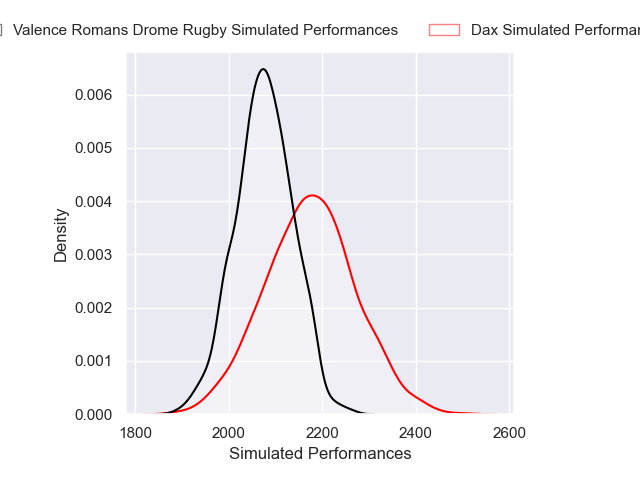 Valence Romans Drome Rugby Simulated Performances Dax Simulated
0.006
0.005
0.004
0.003
0.002
0.001
0.000
Density
1800 2000 2200 2400 2600
Simulated Performances